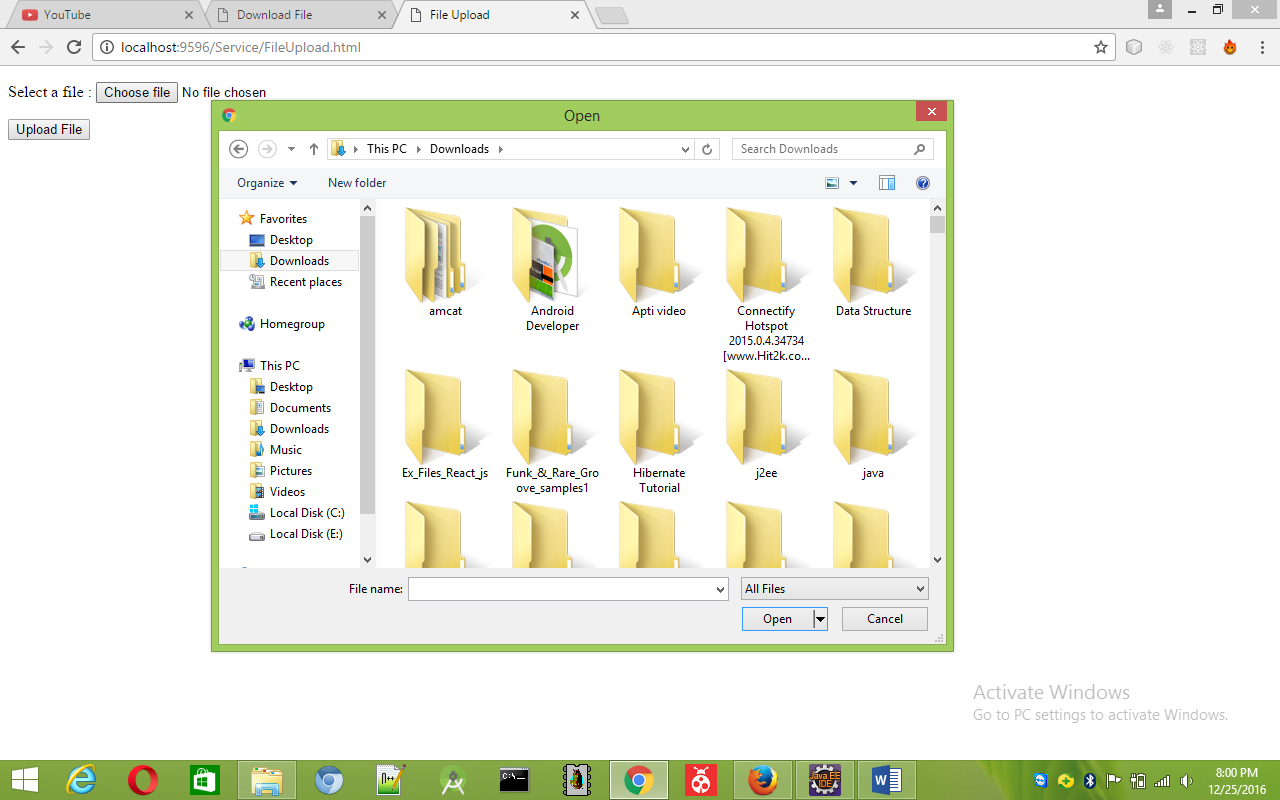 YouTube
Download File
File Upload
localhost:9596/Service/FileUpload.html
Select a file : Choose file No file chosen
Upload File
Open
This PC Downloads
Search Downloads
Organize New folder
Favorites
Desktop
Downloads
Recent places
Homegroup
This PC
Desktop
Documents
Downloads
Music
Pictures
Videos
Local Disk (C:)
Local Disk (E:)
amcat
Android
Developer
Apti video
Connectify
Hotspot
2015.0.4.34734
[www.Hit2k.co...
Data Structure
Ex_Files_React_js
Funk_&_Rare_Gro
ove_samples1
Hibernate
Tutorial
j2ee
java
File name:
All Files
Open
Cancel
Activate Windows
Go to PC settings to activate Windows.
Java EE
IDE
8:00 PM
12/25/2016